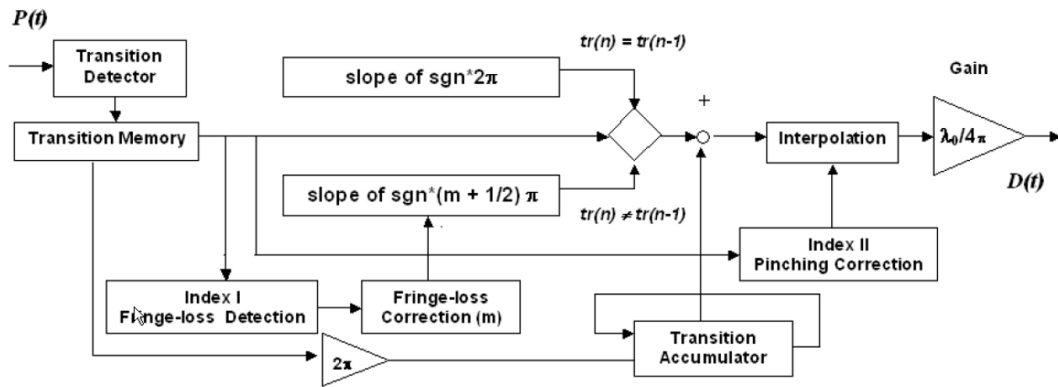 P(t)
Transition
Detector
tr(n) = tr(n-1)
Gain
slope of sgn*2π
+
Transition Memory
Interpolation
λ₀/4π
D(t)
slope of sgn*(m + 1/2) π
tr(n) ≠ tr(n-1)
Index II
Pinching Correction
Index I
Fringe-loss Detection
Fringe-loss
Correction (m)
Transition
Accumulator
2π